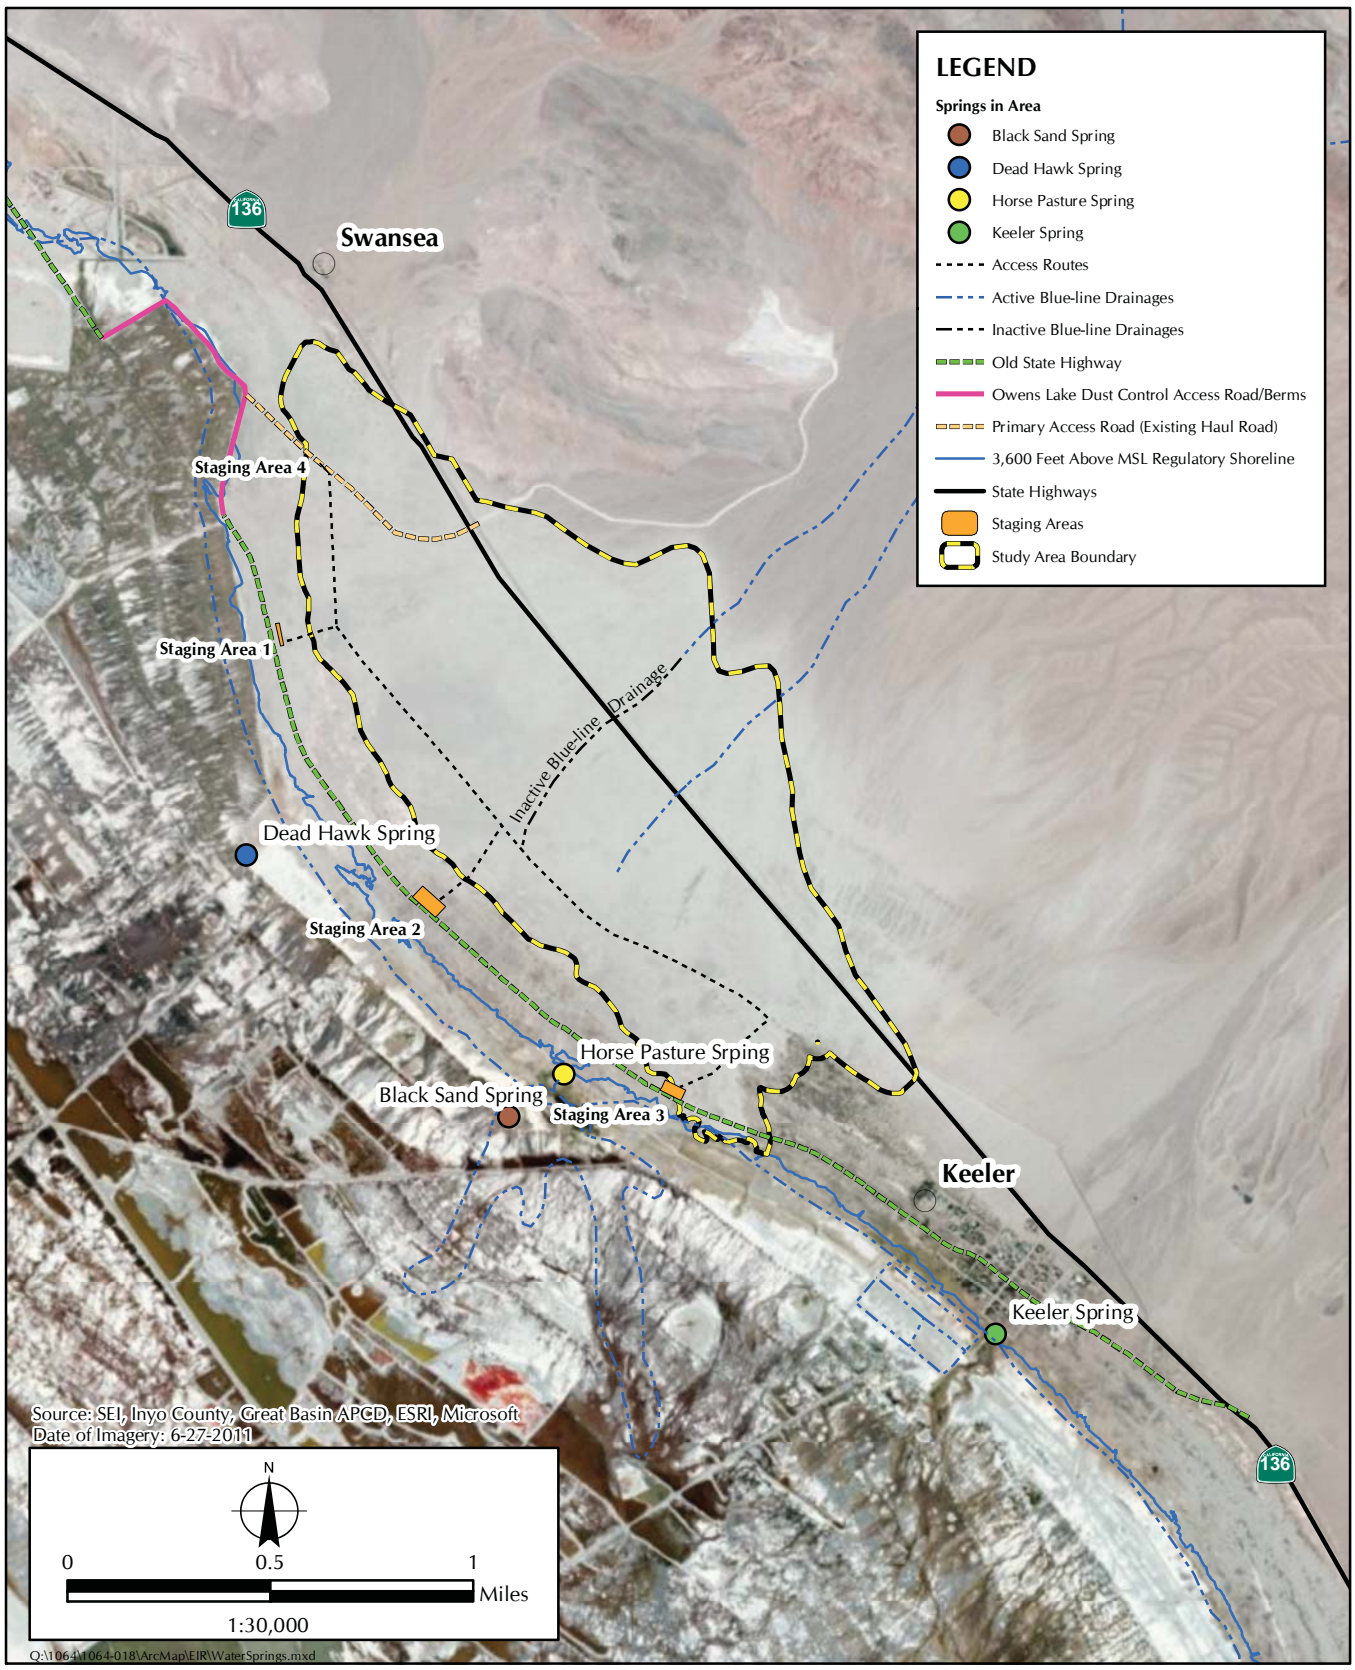 LEGEND
Springs in Area
Black Sand Spring
Dead Hawk Spring
Horse Pasture Spring
Keeler Spring
Access Routes
Active Blue-line Drainages
Inactive Blue-line Drainages
Old State Highway
Owens Lake Dust Control Access Road/Berms
Primary Access Road (Existing Haul Road)
3,600 Feet Above MSL Regulatory Shoreline
State Highways
Staging Areas
Study Area Boundary
CALIFORNIA
136
Swansea
Staging Area 4
Staging Area 1
Inactive Blue-line Drainage
Dead Hawk Spring
Staging Area 2
Horse Pasture Srping
Black Sand Spring
Staging Area 3
Keeler
Keeler Spring
CALIFORNIA
136
Source: SEI, Inyo County, Great Basin APCD, ESRI, Microsoft
Date of Imagery: 6-27-2011
N
0 0.5 1
Miles
1:30,000
Q:\1064\1064-018\ArcMap\EIR\WaterSprings.mxd